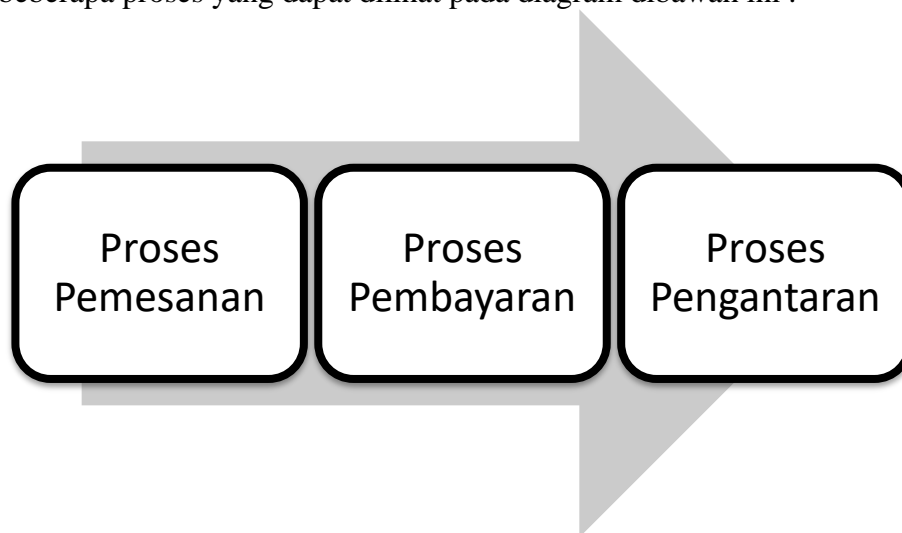 beberapa proses yang dapat dilihat pada diagram dibawah ini :
Proses
Pemesanan
Proses
Pembayaran
Proses
Pengantaran